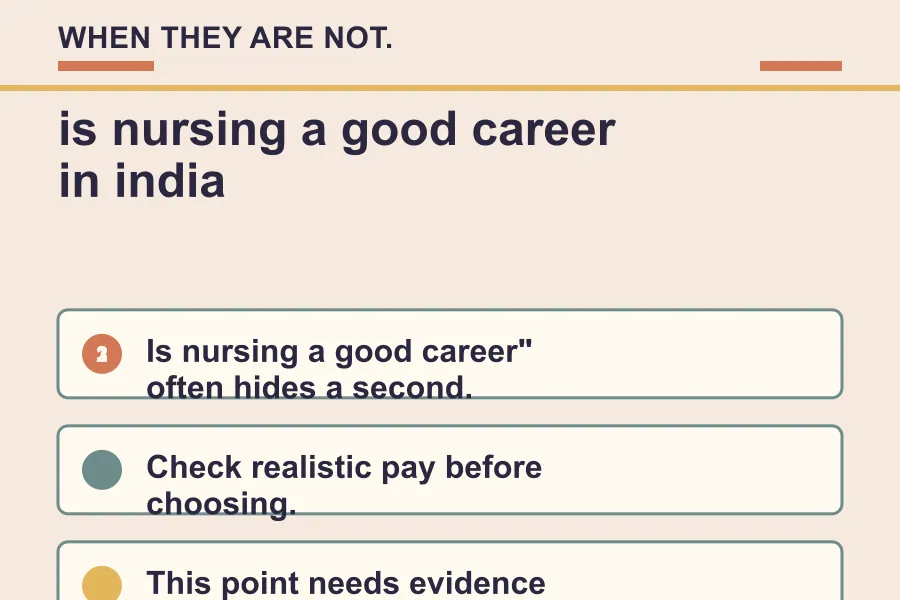 WHEN THEY ARE NOT.
is nursing a good career
in india
Is nursing a good career"
often hides a second.
Check realistic pay before
choosing.
This point needs evidence